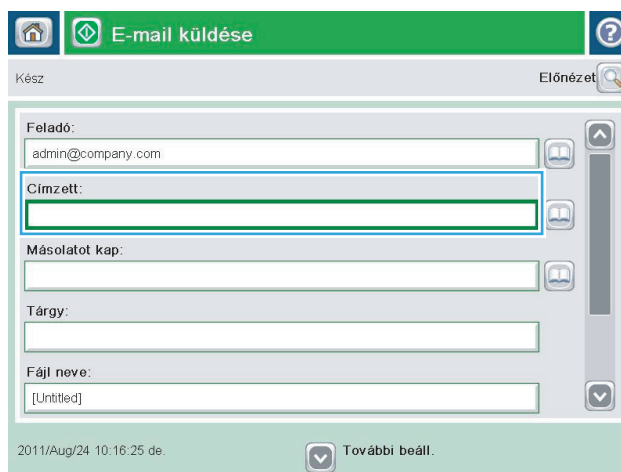 E-mail küldése
?
Kész
Előnézet
Feladó:
admin@company.com
Címzett:
Másolatot kap:
Tárgy:
Fájl neve:
[Untitled]
2011/Aug/24 10:16:25 de.
További beáll.